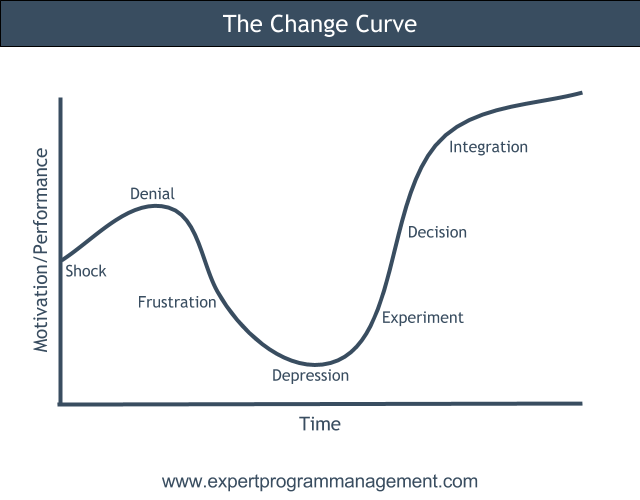 The Change Curve
Motivation/Performance
Denial
Shock
Frustration
Depression
Experiment
Decision
Integration
Time
www.expertprogrammanagement.com